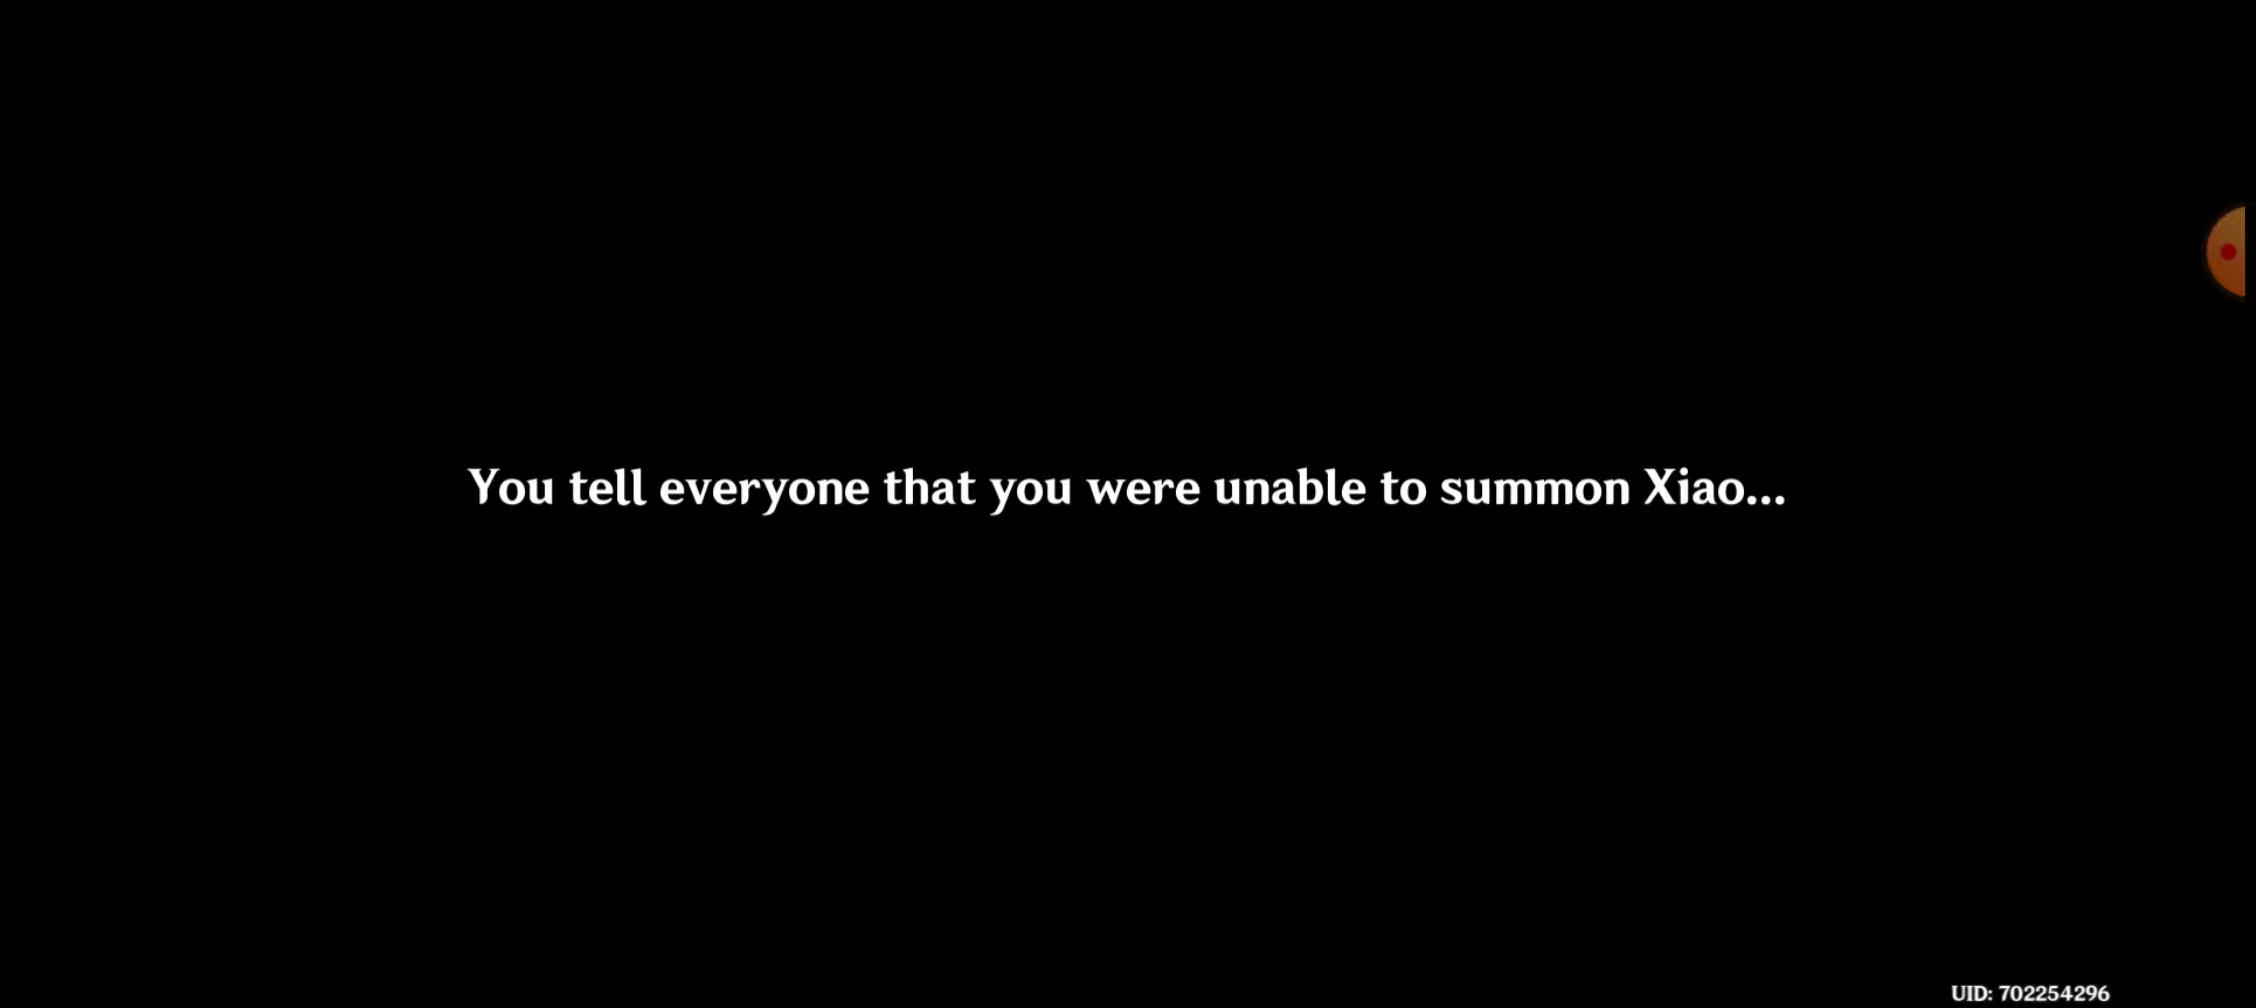 You tell everyone that you were unable to summon Xiao...
UID: 702254296